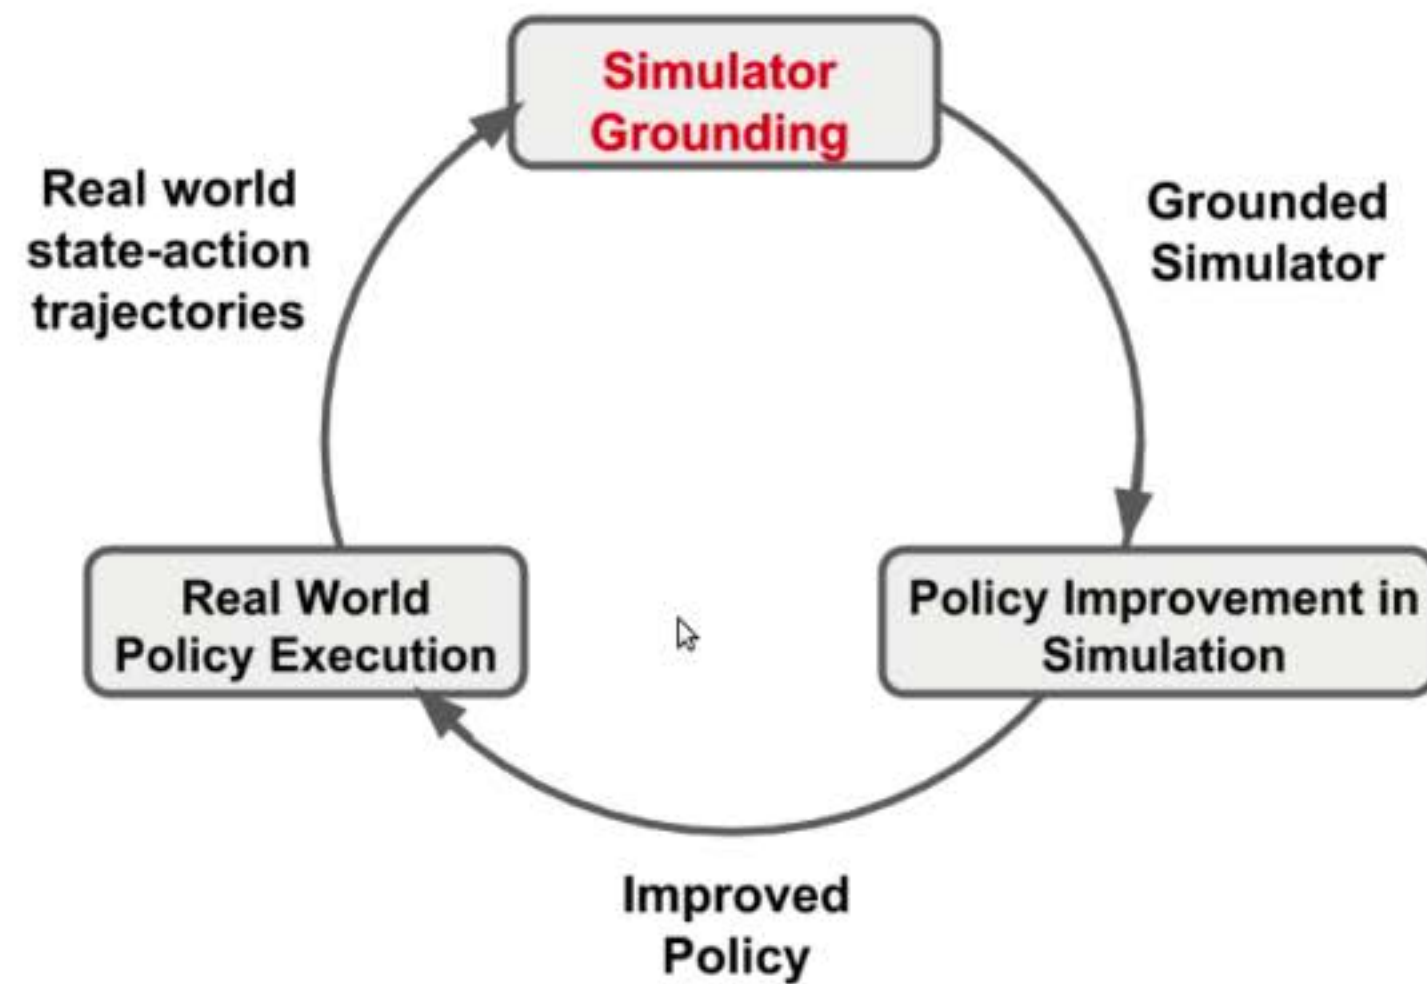 Simulator
Grounding
Real world
state-action
trajectories
Grounded
Simulator
Real World
Policy Execution
Policy Improvement in
Simulation
Improved
Policy